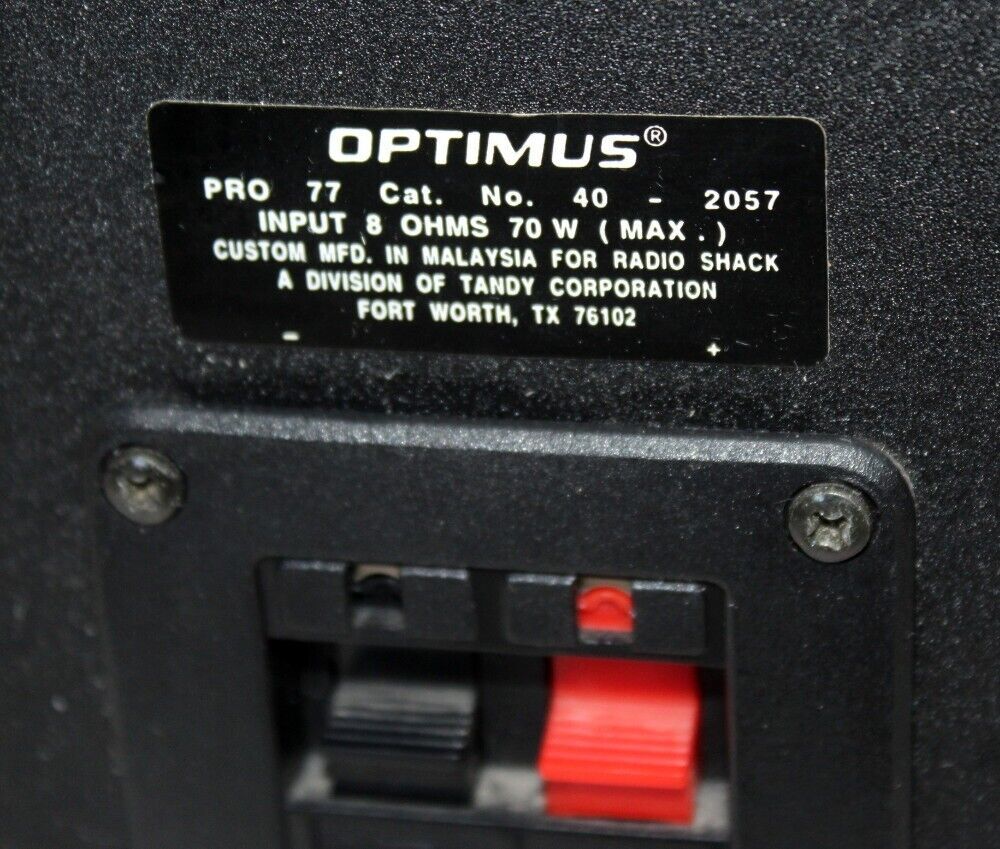 OPTIMUS®
PRO 77 Cat. No. 40 - 2057
INPUT 8 OHMS 70 W ( MAX . )
CUSTOM MFD. IN MALAYSIA FOR RADIO SHACK
A DIVISION OF TANDY CORPORATION
FORT WORTH, TX 76102
- +